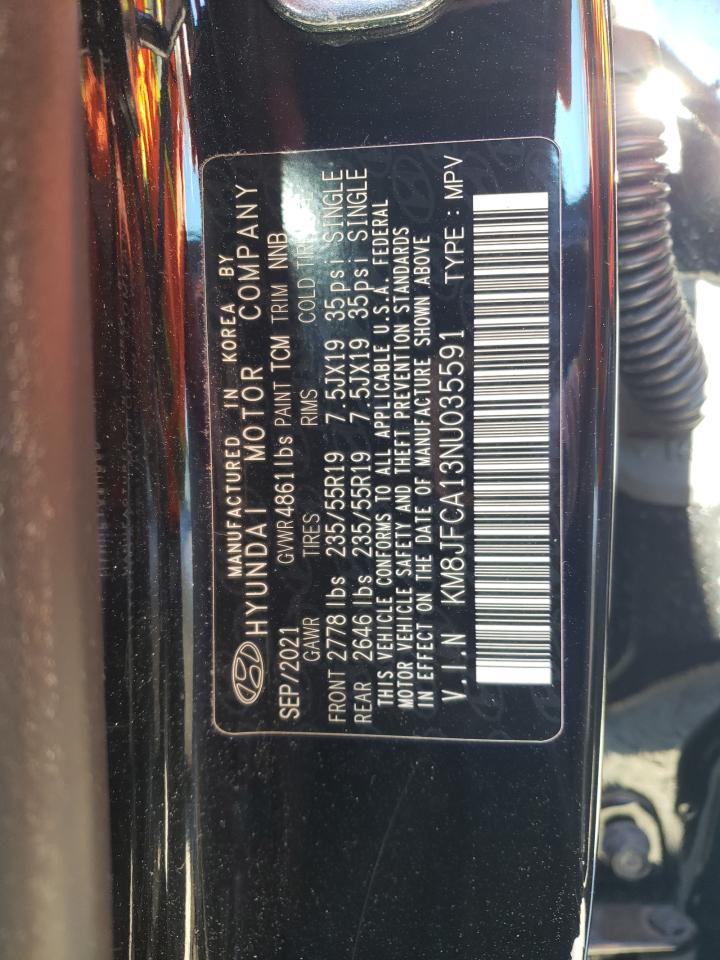 MANUFACTURED IN KOREA BY
HYUNDAI MOTOR COMPANY
SEP/2021 GVWR 4861 lbs PAINT TCM TRIM NNB
GAWR TIRES RIMS COLD
FRONT 2778 lbs 235/55R19 7.5JX19 35psi SINGLE
REAR 2646 lbs 235/55R19 7.5JX19 35psi SINGLE
THIS VEHICLE CONFORMS TO ALL APPLICABLE U.S.A. FEDERAL
MOTOR VEHICLE SAFETY AND THEFT PREVENTION STANDARDS
IN EFFECT ON THE DATE OF MANUFACTURE SHOWN ABOVE
V.I.N KM8JFCA13NU035591 TYPE : MPV